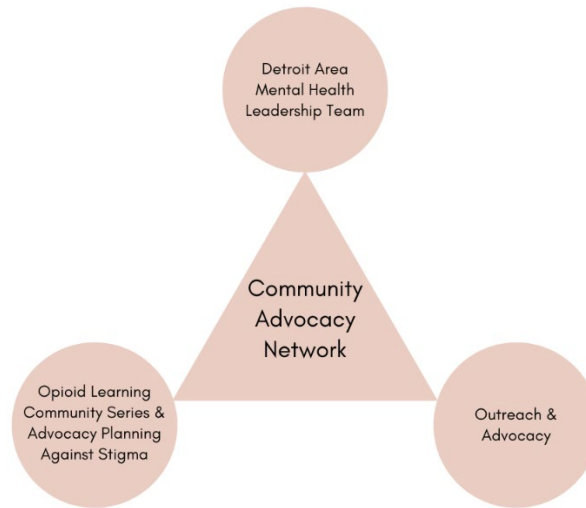 Detroit Area
Mental Health
Leadership Team
Community
Advocacy
Network
Opioid Learning
Community Series &
Advocacy Planning
Against Stigma
Outreach &
Advocacy